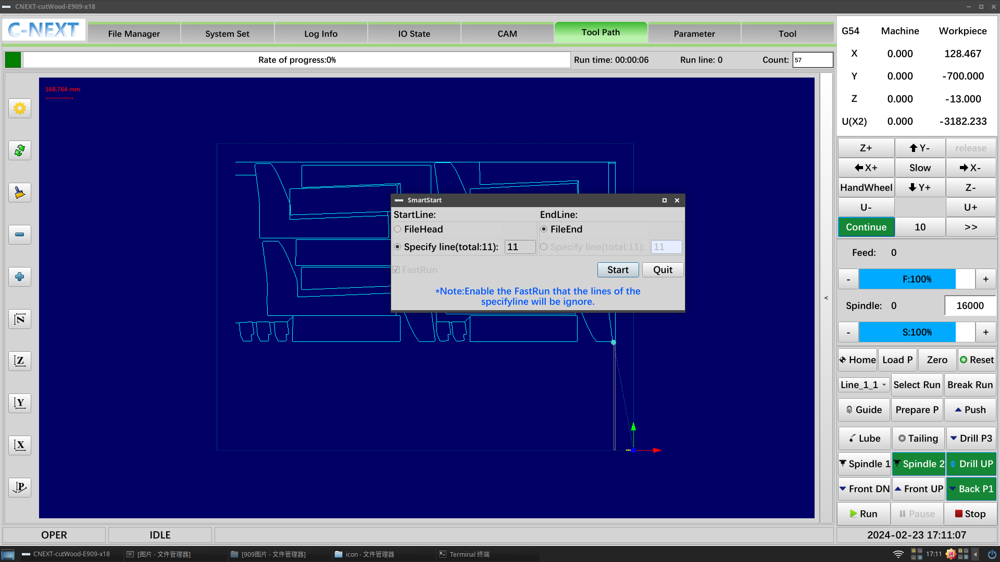 CNEXT-cutWood-E909-x18
C-NEXT
File Manager
System Set
Log Info
IO State
CAM
Tool Path
Parameter
Tool
Rate of progress:0%
Run time: 00:00:06
Run line: 0
Count: 57
168.764 mm
G54 Machine Workpiece
X 0.000 128.467
Y 0.000 -700.000
Z 0.000 -13.000
U(X2) 0.000 -3182.233
Z+ Y- release
X+ Slow X-
HandWheel Y+ Z-
U- U+
Continue 10 >>
Feed: 0
- F:100% +
Spindle: 0 16000
- S:100% +
Home Load P Zero Reset
Line_1_1 Select Run Break Run
Guide Prepare P Push
Lube Tailing Drill P3
Spindle 1 Spindle 2 Drill UP
Front DN Front UP Back P1
Run Pause Stop
<
N
Z
Y
X
P
SmartStart
StartLine: EndLine:
FileHead FileEnd
Specify line(total:11): 11 Specify line(total:11): 11
FastRun Start Quit
*Note:Enable the FastRun that the lines of the
specifyline will be ignore.
OPER IDLE
2024-02-23 17:11:07
CNEXT-cutWood-E909-x18
[图片 - 文件管理器]
[909图片 - 文件管理器]
icon - 文件管理器
Terminal 终端
17:11
拼